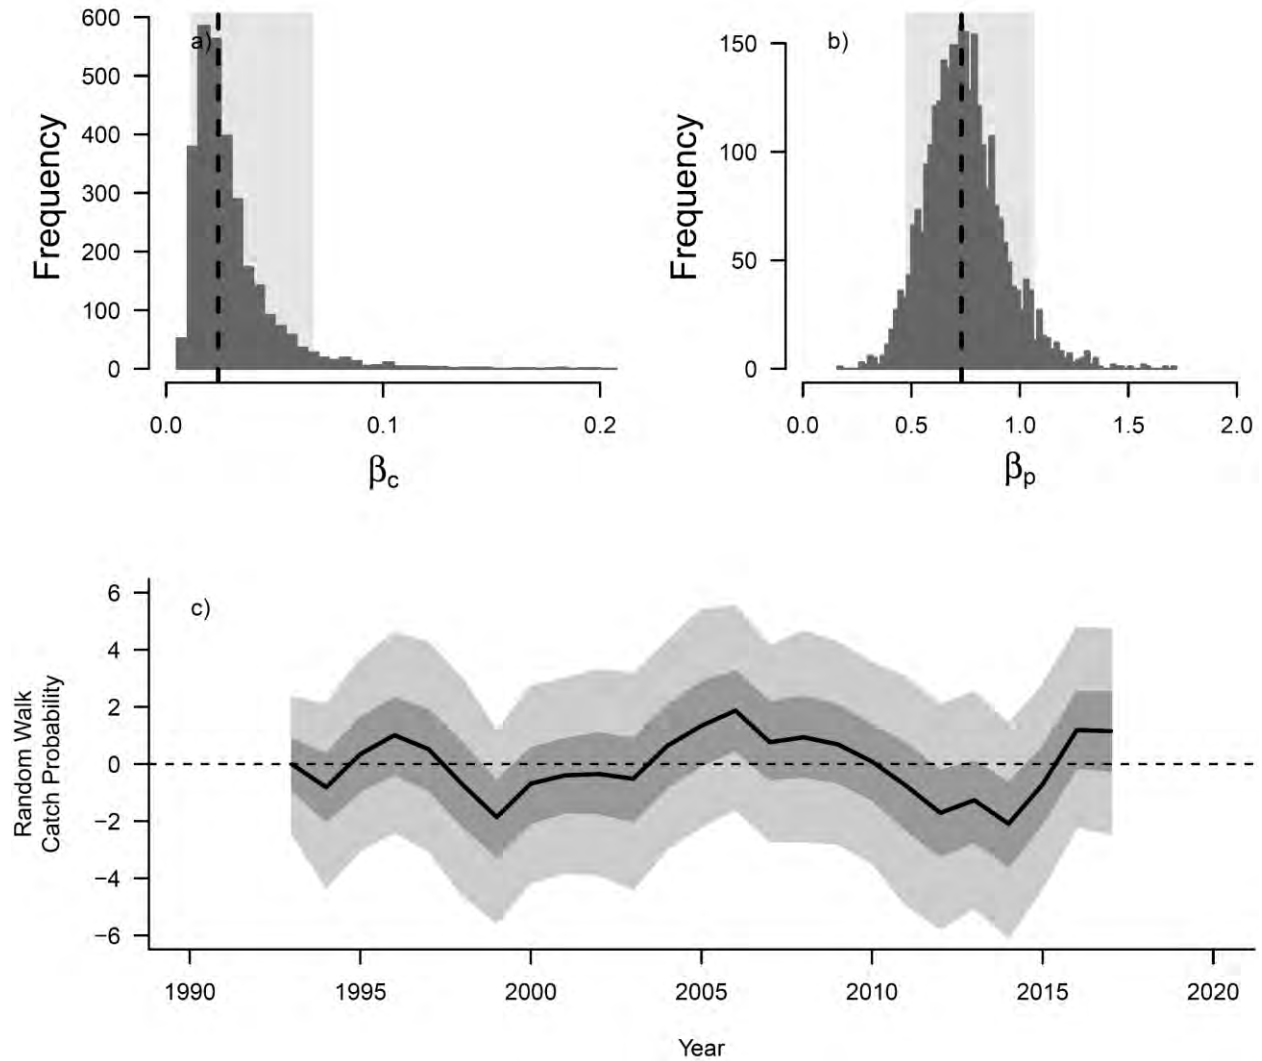 a)
600
500
400
300
200
100
0
Frequency
0.0 0.1 0.2
βc
b)
150
100
50
0
Frequency
0.0 0.5 1.0 1.5 2.0
βp
c)
6
4
2
0
−2
−4
−6
Random Walk
Catch Probability
1990 1995 2000 2005 2010 2015 2020
Year